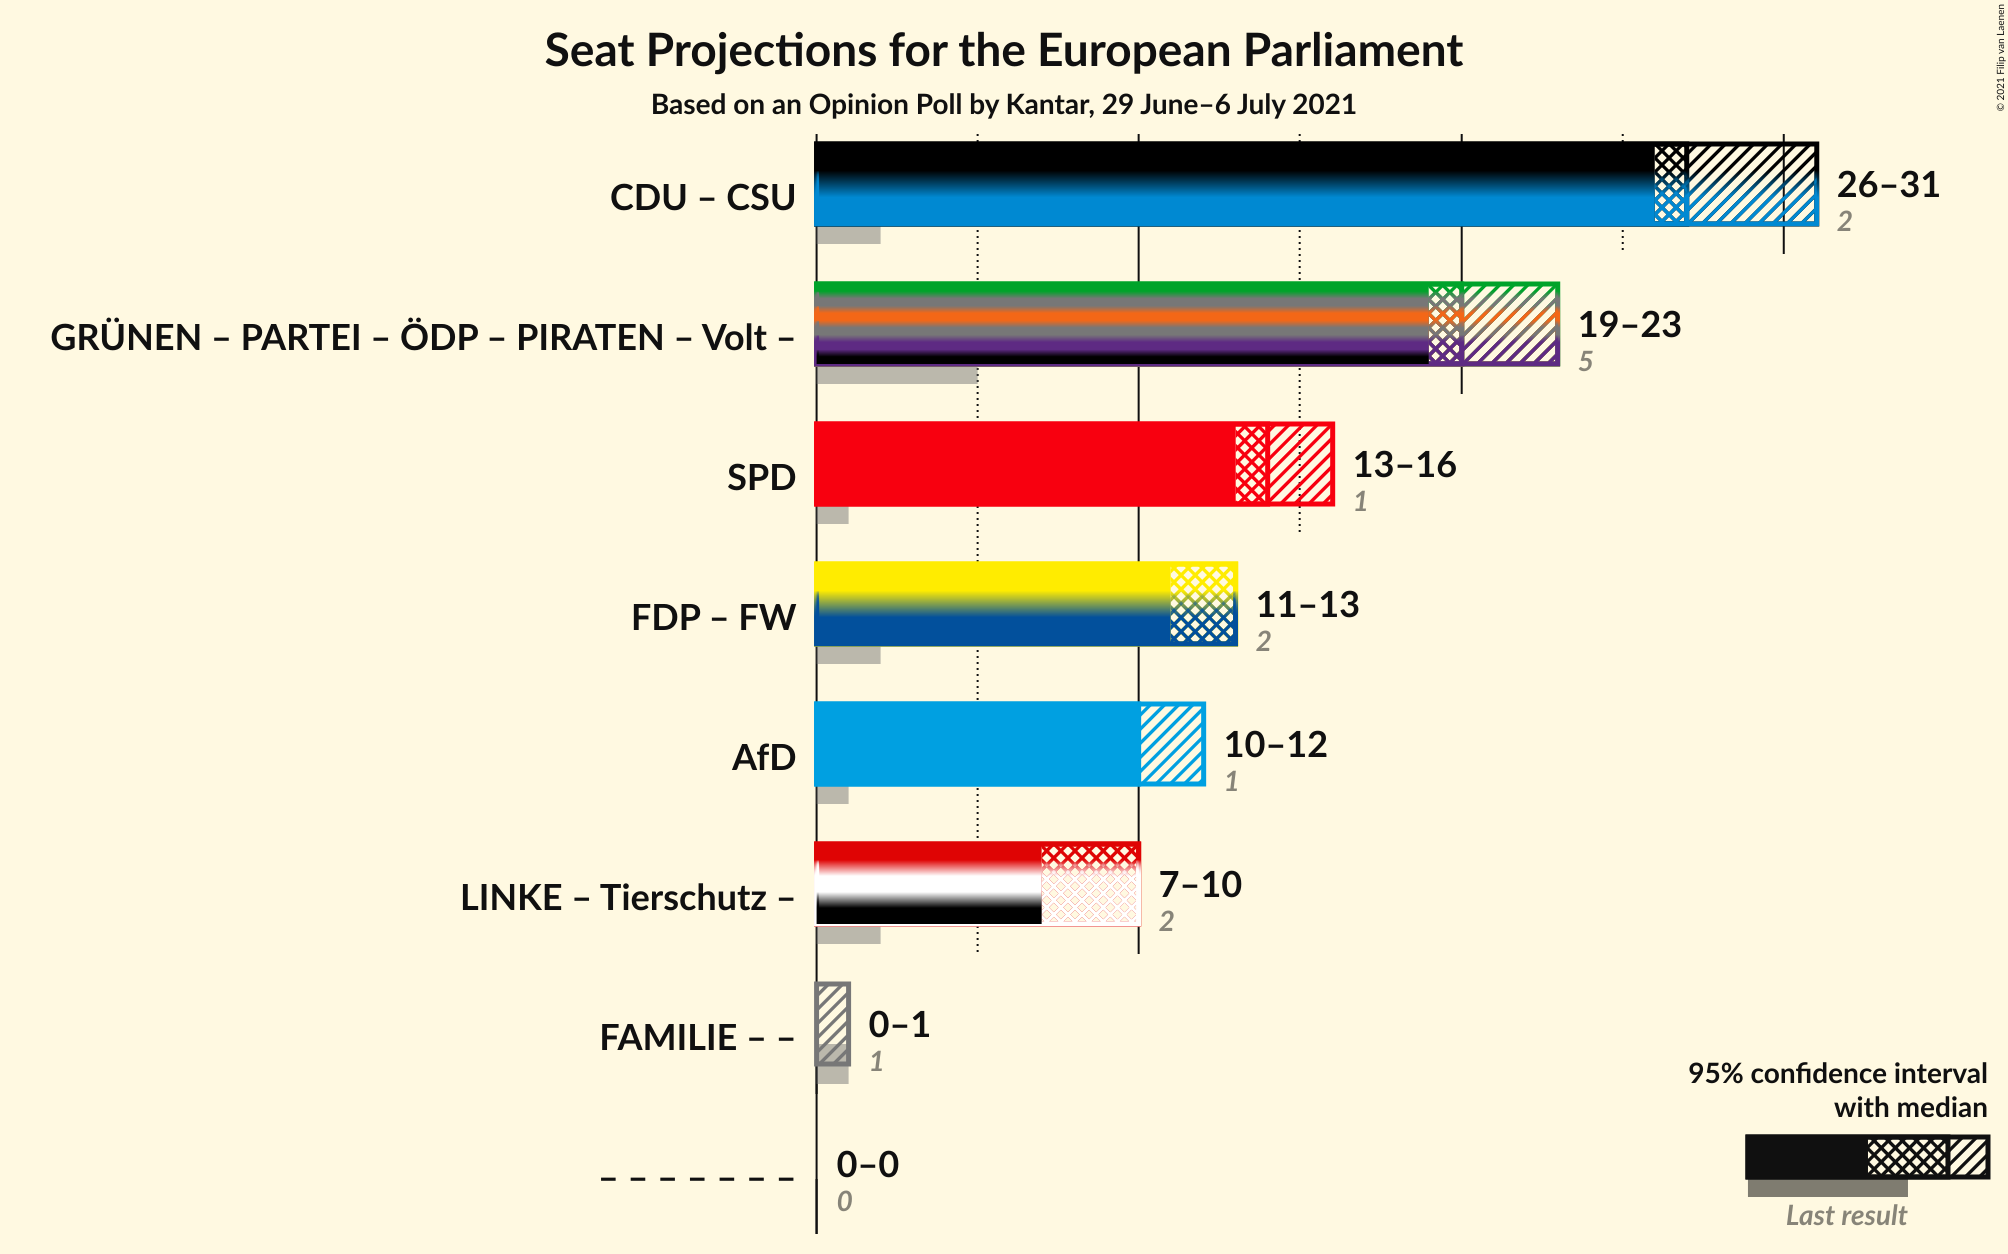 Seat Projections for the European Parliament
Based on an Opinion Poll by Kantar, 29 June–6 July 2021
© 2021 Filip van Laenen
CDU – CSU
26–31
2
GRÜNEN – PARTEI – ÖDP – PIRATEN – Volt –
19–23
5
SPD
13–16
1
FDP – FW
11–13
2
AfD
10–12
1
LINKE – Tierschutz –
7–10
2
FAMILIE – –
0–1
1
– – – – – – –
0–0
0
95% confidence interval
with median
Last result